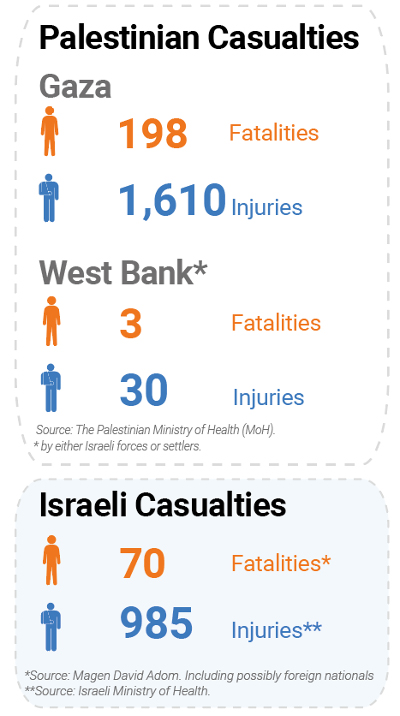 Palestinian Casualties
Gaza
198 Fatalities
1,610 Injuries
West Bank*
3 Fatalities
30 Injuries
Source: The Palestinian Ministry of Health (MoH).
* by either Israeli forces or settlers.
Israeli Casualties
70 Fatalities*
985 Injuries**
*Source: Magen David Adom. Including possibly foreign nationals
**Source: Israeli Ministry of Health.